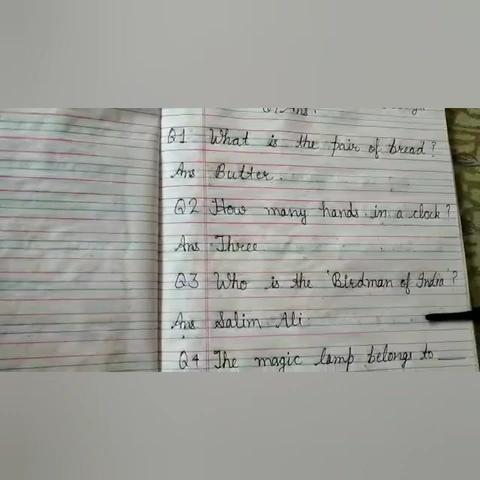 Q1 What is the pair of bread?
Ans Butter.
Q2 How many hands in a clock?
Ans Three
Q3 Who is the 'Birdman of India'?
Ans Salim Ali
Q4 The magic lamp belongs to ___